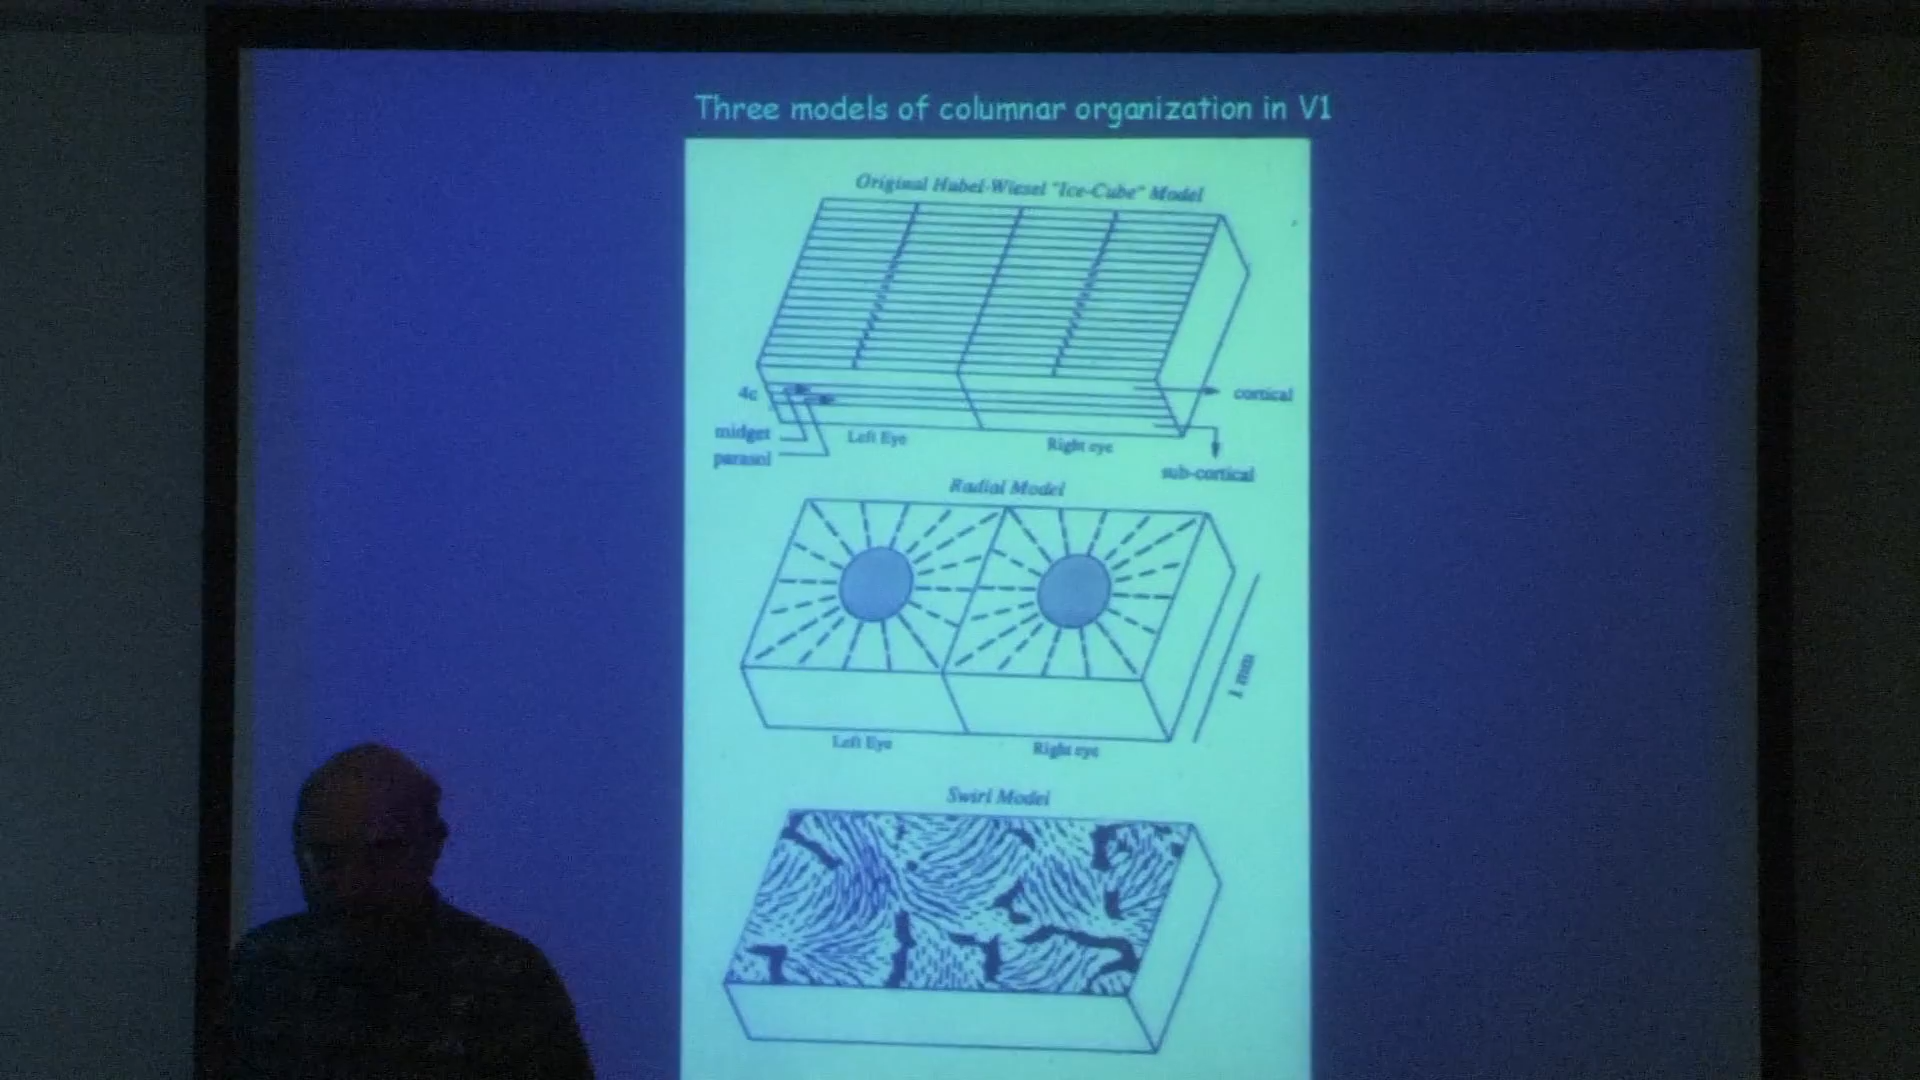 Three models of columnar organization in V1
Original Hubel-Wiesel "Ice-Cube" Model
4c
cortical
midget
Left Eye
Right eye
parasol
sub-cortical
Radial Model
1 mm
Left Eye
Right eye
Swirl Model